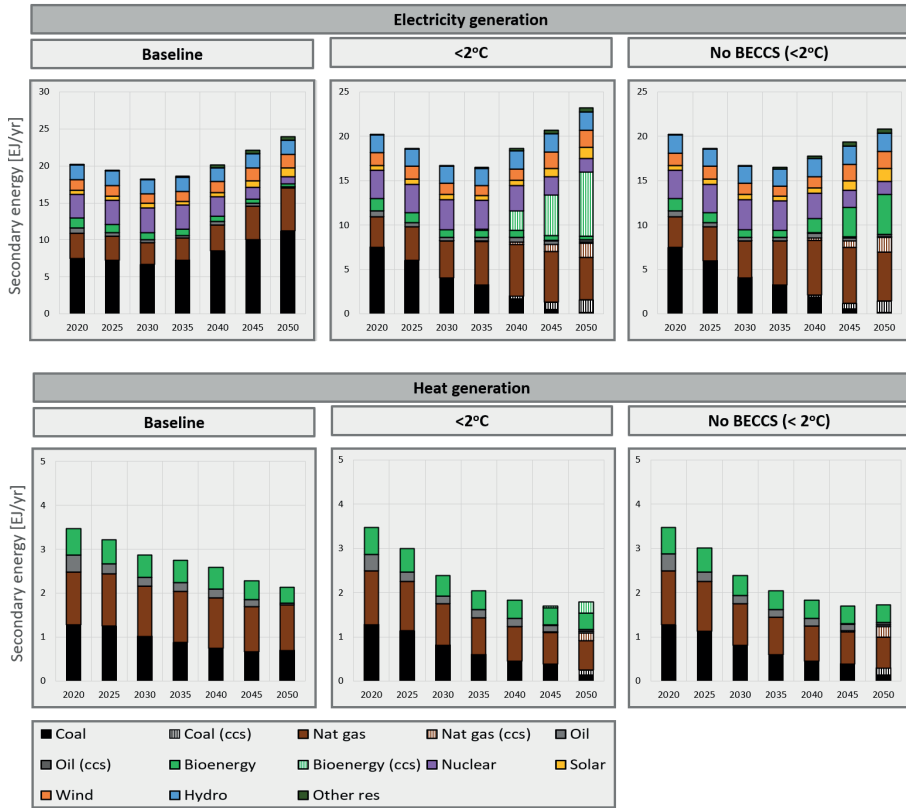 Electricity generation
Baseline
<2°C
No BECCS (<2°C)
Secondary energy [EJ/yr]
30
25
20
15
10
5
0
2020 2025 2030 2035 2040 2045 2050
25
20
15
10
5
0
2020 2025 2030 2035 2040 2045 2050
25
20
15
10
5
0
2020 2025 2030 2035 2040 2045 2050
Heat generation
Baseline
<2°C
No BECCS (< 2°C)
Secondary energy [EJ/yr]
5
4
3
2
1
0
2020 2025 2030 2035 2040 2045 2050
5
4
3
2
1
0
2020 2025 2030 2035 2040 2045 2050
5
4
3
2
1
0
2020 2025 2030 2035 2040 2045 2050
Coal Coal (ccs) Nat gas Nat gas (ccs) Oil
Oil (ccs) Bioenergy Bioenergy (ccs) Nuclear Solar
Wind Hydro Other res